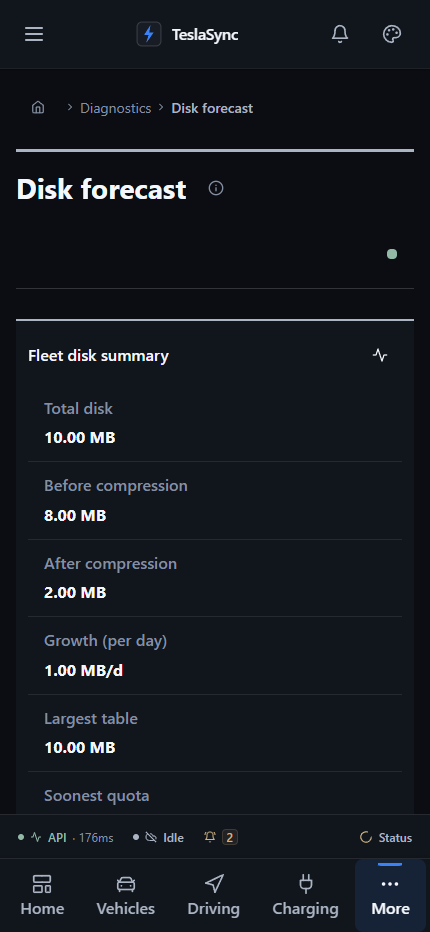 TeslaSync
Diagnostics
Disk forecast
Disk forecast
Fleet disk summary
Total disk
10.00 MB
Before compression
8.00 MB
After compression
2.00 MB
Growth (per day)
1.00 MB/d
Largest table
10.00 MB
Soonest quota
API · 176ms
Idle
2
Status
Home
Vehicles
Driving
Charging
More